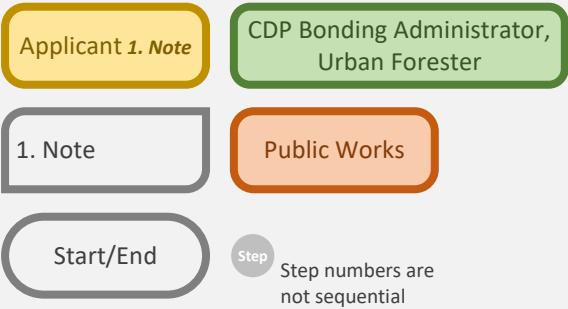 Applicant 1. Note
CDP Bonding Administrator,
Urban Forester
1. Note
Public Works
Start/End
Step
Step numbers are
not sequential